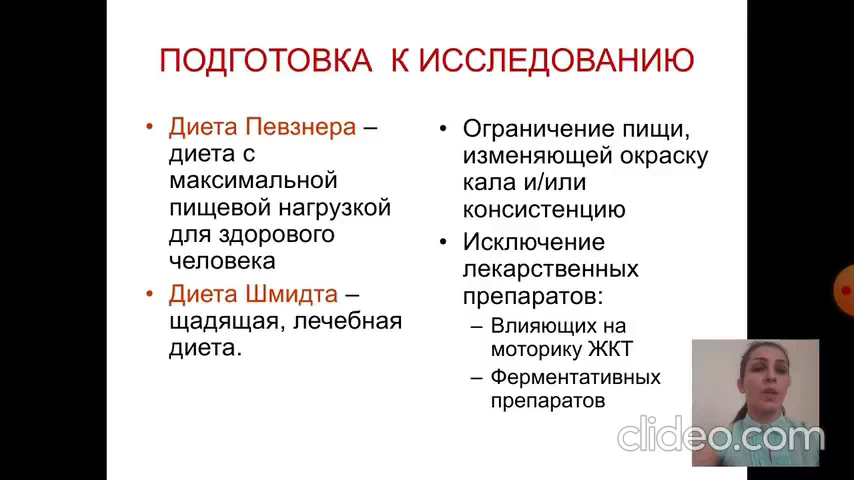 ПОДГОТОВКА К ИССЛЕДОВАНИЮ
• Диета Певзнера –
диета с
максимальной
пищевой нагрузкой
для здорового
человека
• Диета Шмидта –
щадящая, лечебная
диета.
• Ограничение пищи,
изменяющей окраску
кала и/или
консистенцию
• Исключение
лекарственных
препаратов:
– Влияющих на
моторику ЖКТ
– Ферментативных
препаратов
clideo.com